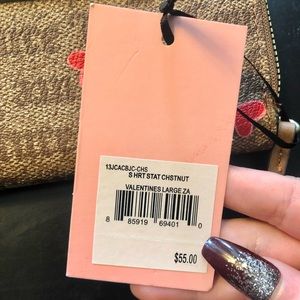 13JCACBJC-CHS
S HRT STAT CHSTNUT
VALENTINES LARGE ZA
8 85919 69401 0
$55.00